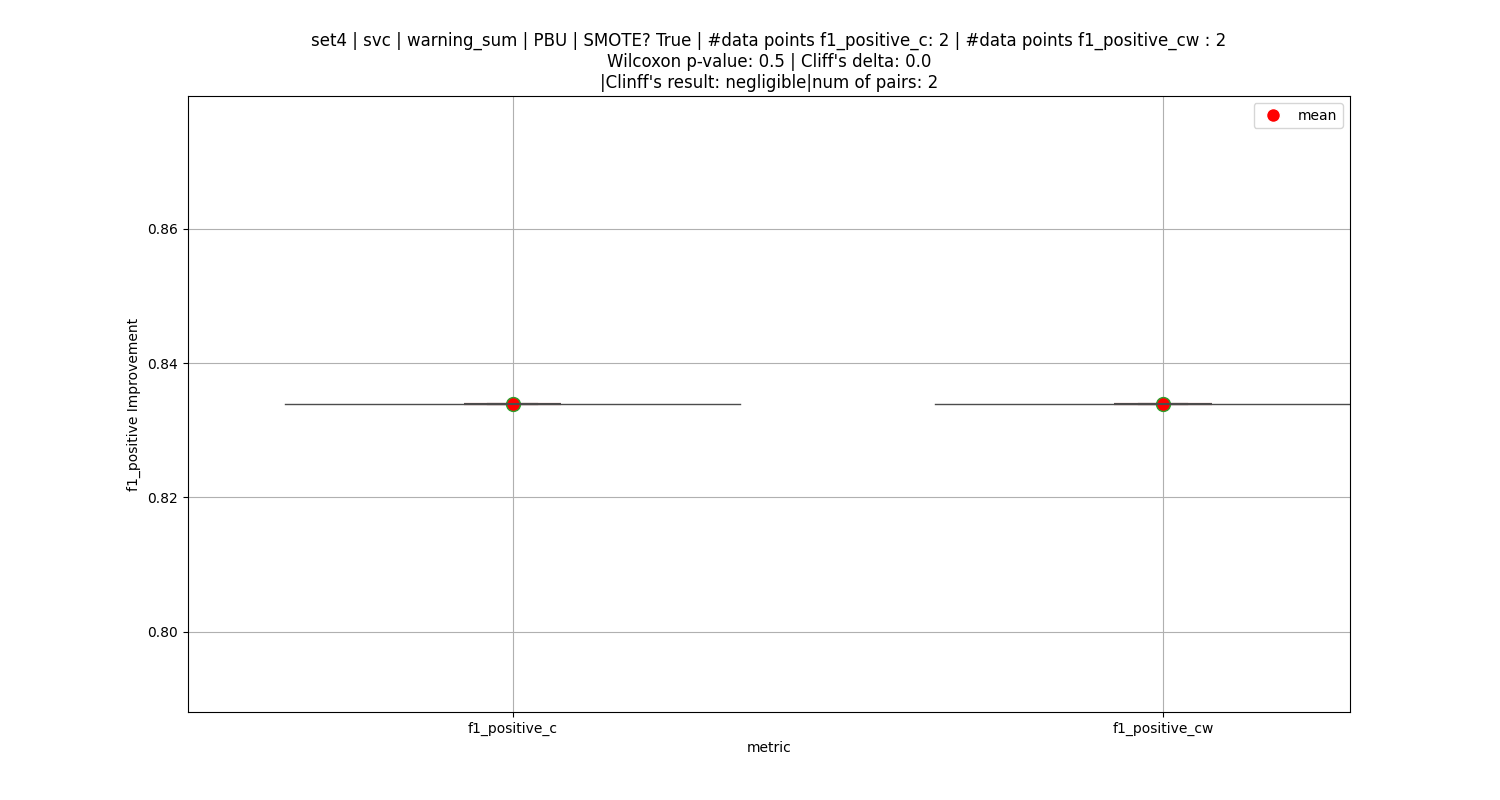 set4 | svc | warning_sum | PBU | SMOTE? True | #data points f1_positive_c: 2 | #data points f1_positive_cw : 2
Wilcoxon p-value: 0.5 | Cliff's delta: 0.0
|Clinff's result: negligible|num of pairs: 2
mean
0.86
0.84
0.82
0.80
f1_positive Improvement
f1_positive_c
f1_positive_cw
metric